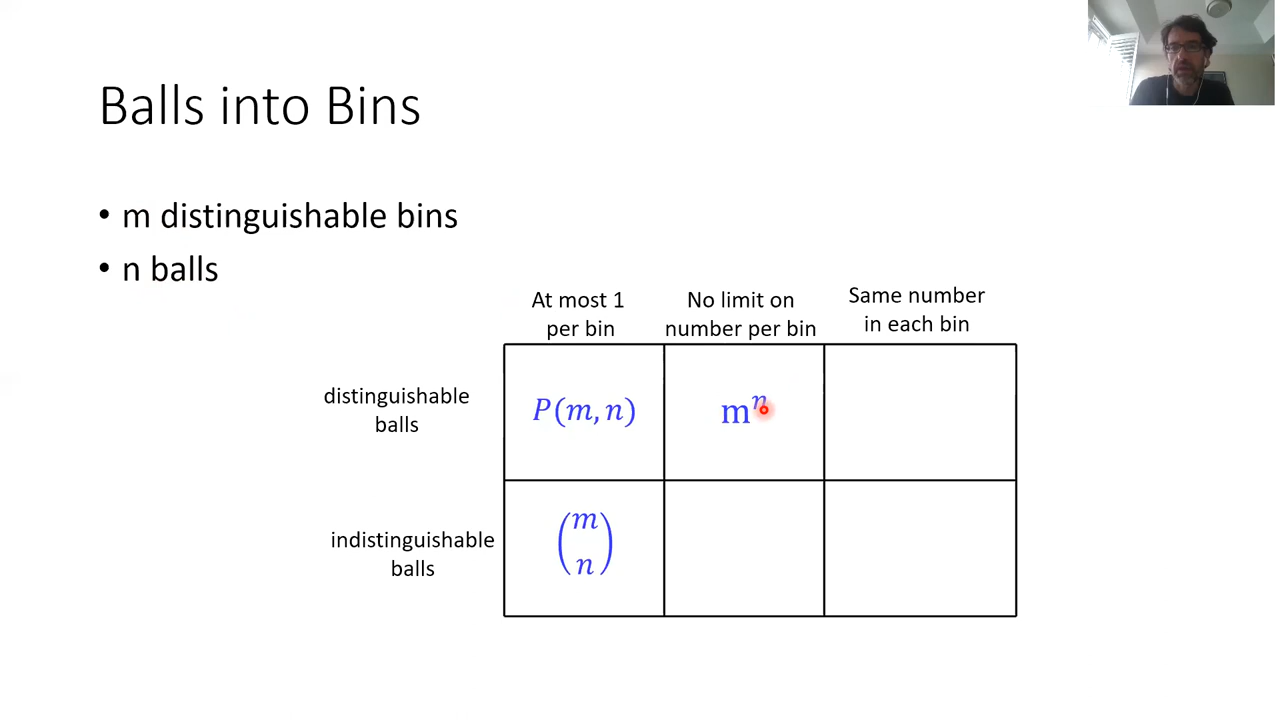 Balls into Bins
• m distinguishable bins
• n balls
At most 1
per bin
No limit on
number per bin
Same number
in each bin
distinguishable
balls
P(m, n)
mⁿ
indistinguishable
balls
(m
n)